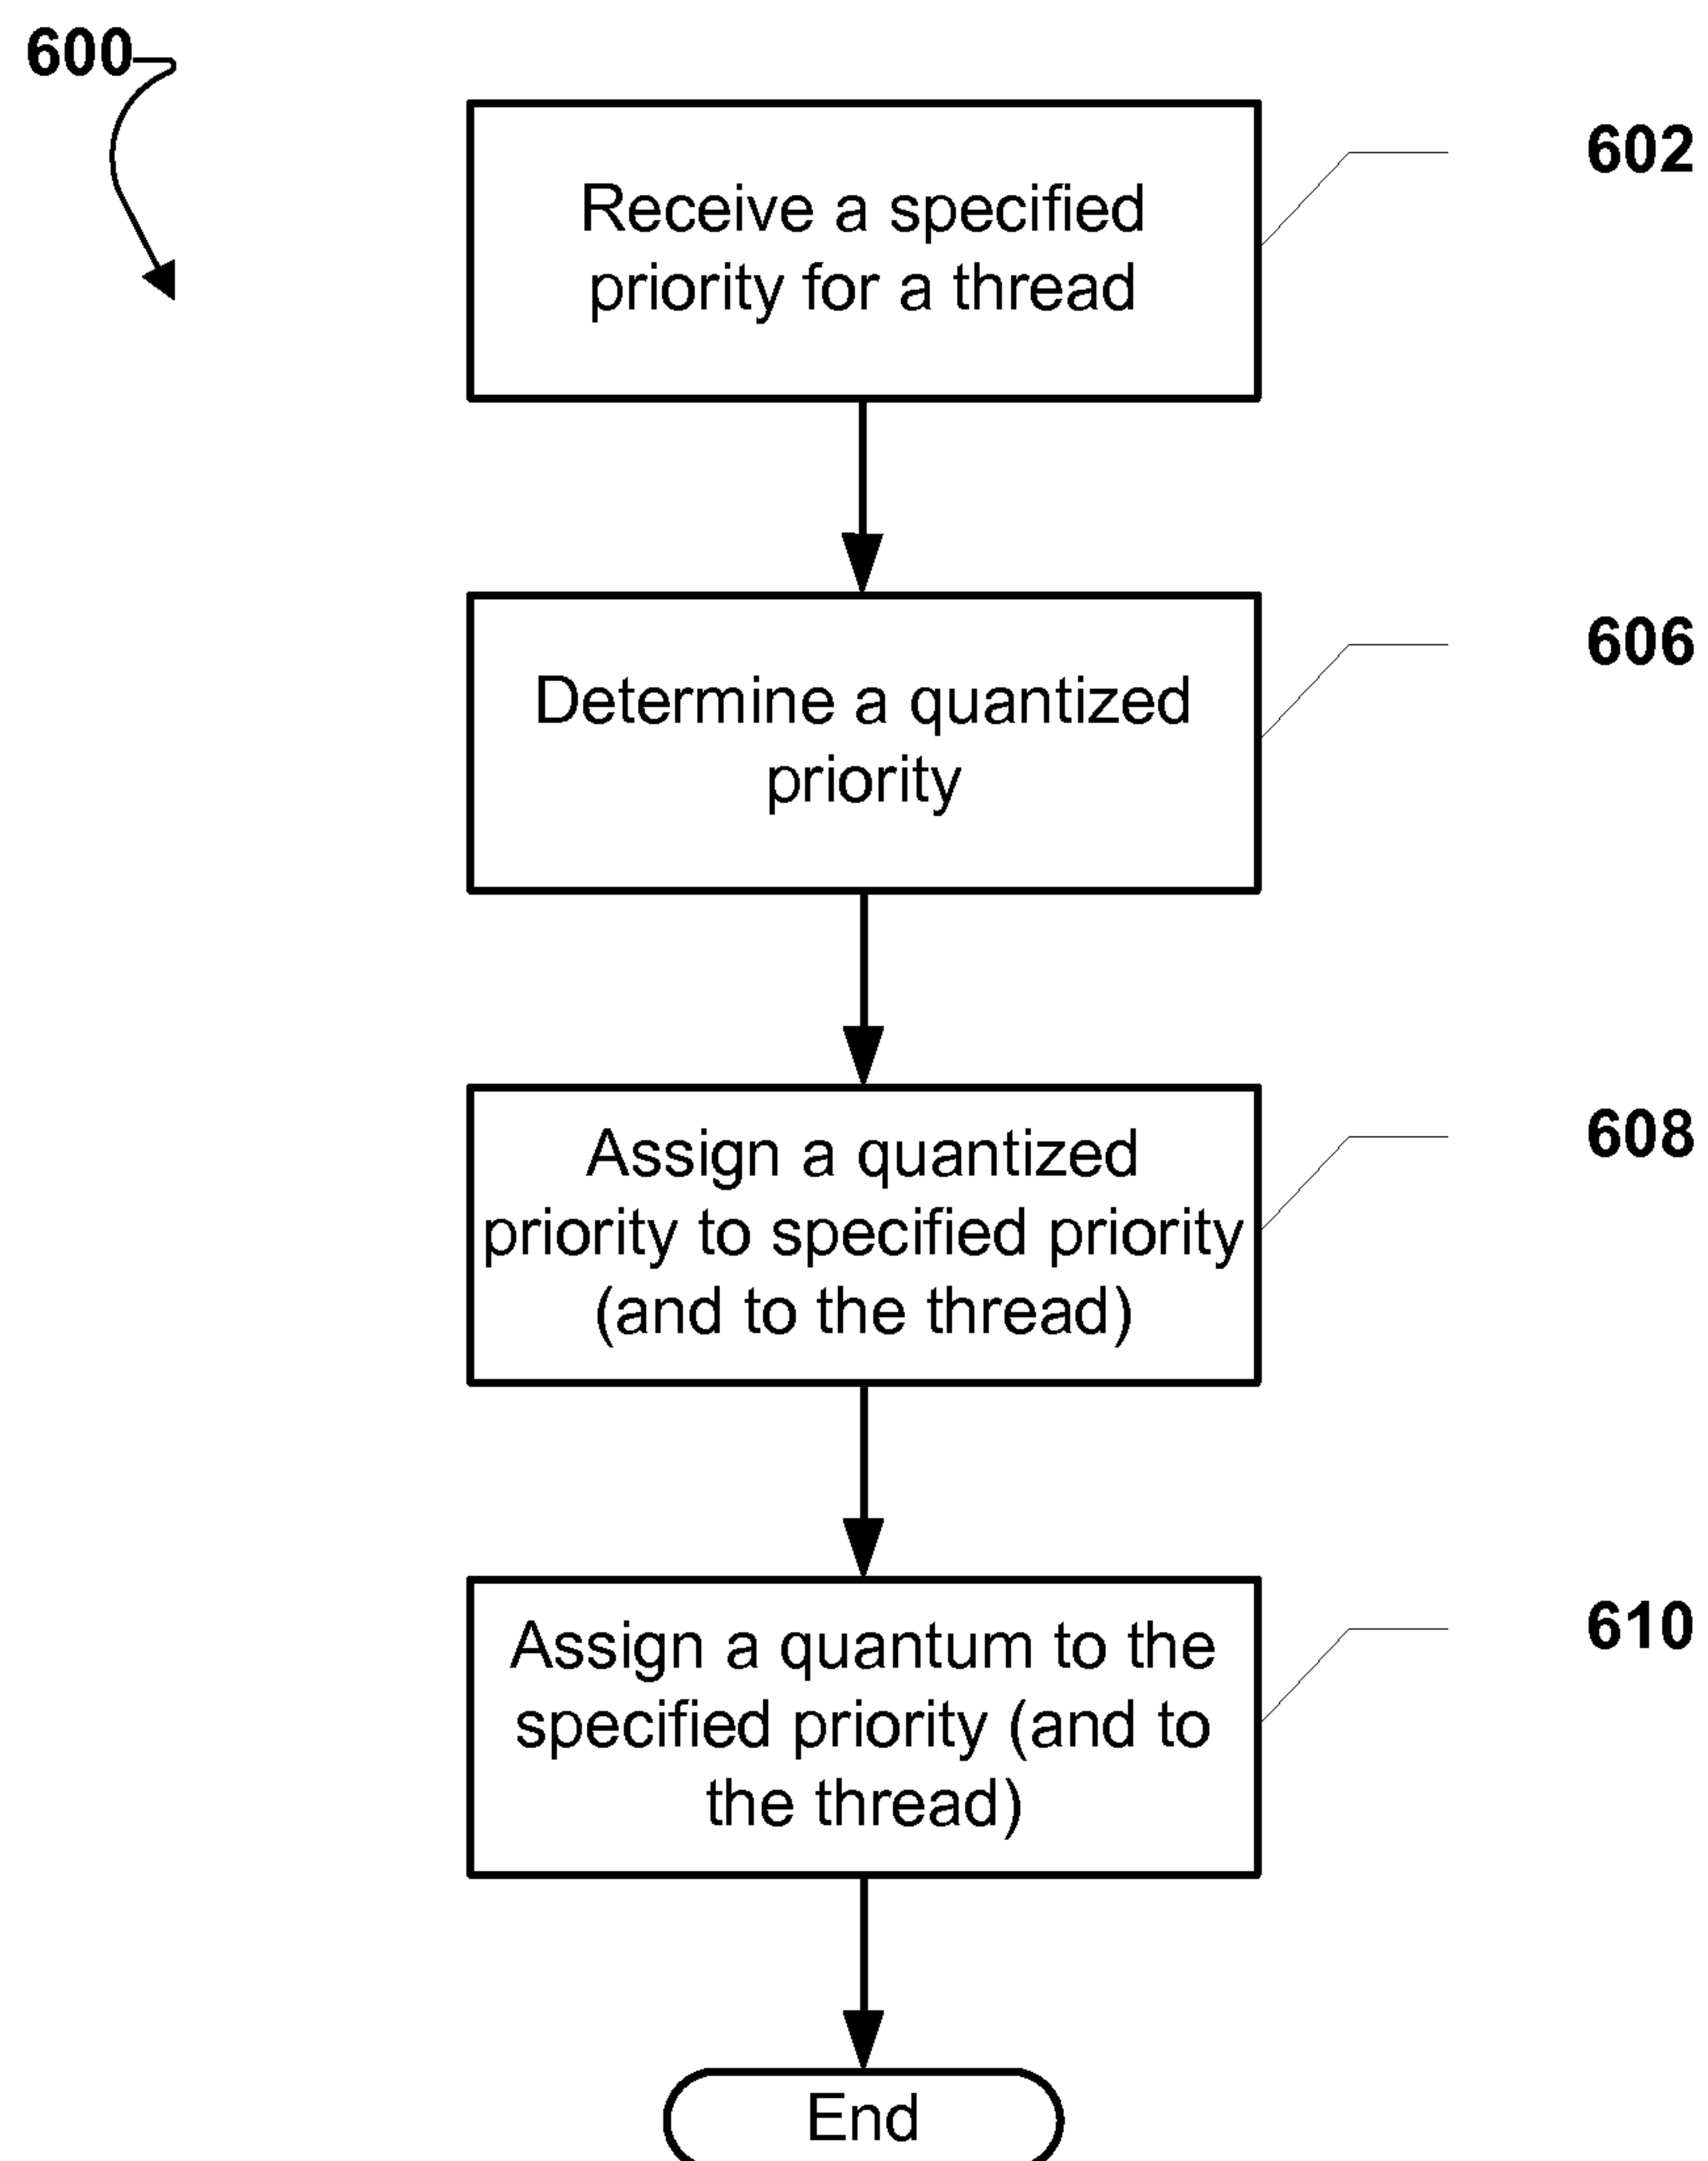 600
602
Receive a specified
priority for a thread
606
Determine a quantized
priority
608
Assign a quantized
priority to specified priority
(and to the thread)
610
Assign a quantum to the
specified priority (and to
the thread)
End